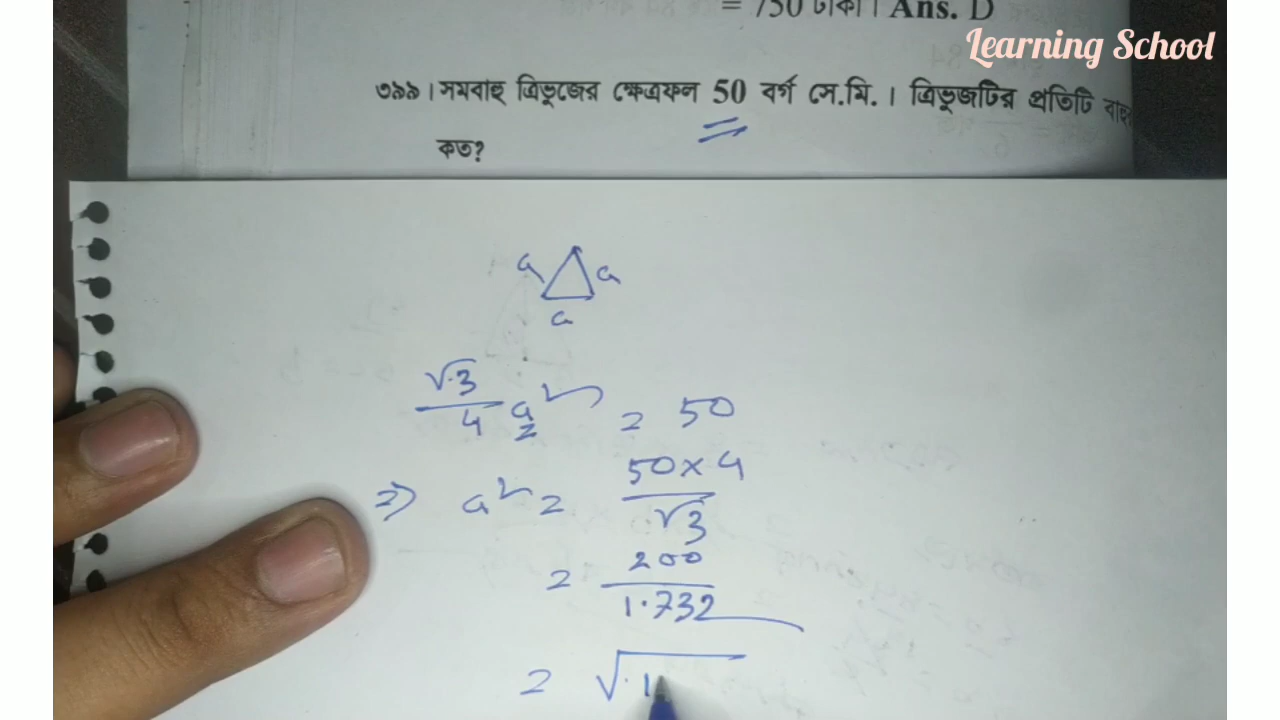 = 750 টাকা। Ans. D
Learning School
৩৯৯। সমবাহু ত্রিভুজের ক্ষেত্রফল 50 বর্গ সে.মি.। ত্রিভুজটির প্রতিটি বাহু
কত?
a a
a
√3/4 a² = 50
⇒ a² = 50×4/√3
= 200/1.732
= √1